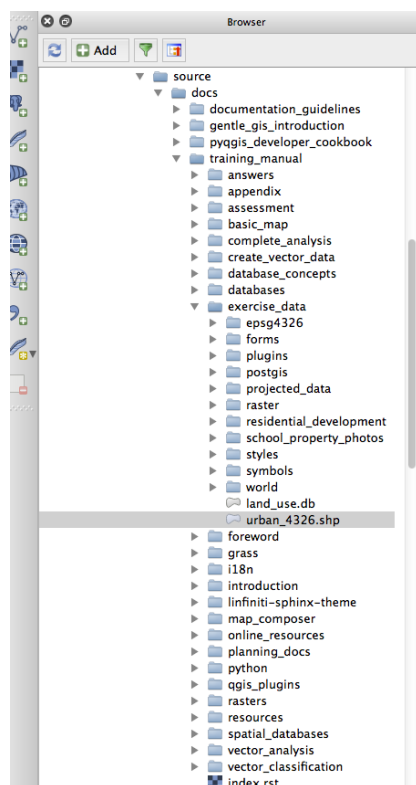 Browser
Add
source
docs
documentation_guidelines
gentle_gis_introduction
pyqgis_developer_cookbook
training_manual
answers
appendix
assessment
basic_map
complete_analysis
create_vector_data
database_concepts
databases
exercise_data
epsg4326
forms
plugins
postgis
projected_data
raster
residential_development
school_property_photos
styles
symbols
world
land_use.db
urban_4326.shp
foreword
grass
i18n
introduction
linfiniti-sphinx-theme
map_composer
online_resources
planning_docs
python
qgis_plugins
rasters
resources
spatial_databases
vector_analysis
vector_classification
index.rst